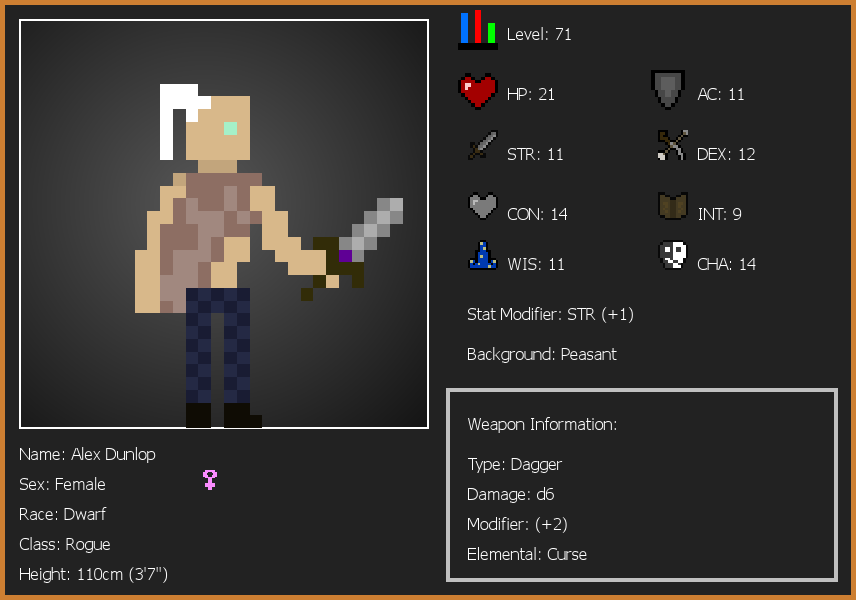 Level: 71
HP: 21
AC: 11
STR: 11
DEX: 12
CON: 14
INT: 9
WIS: 11
CHA: 14
Stat Modifier: STR (+1)
Background: Peasant
Weapon Information:
Type: Dagger
Damage: d6
Modifier: (+2)
Elemental: Curse
Name: Alex Dunlop
Sex: Female
Race: Dwarf
Class: Rogue
Height: 110cm (3'7")